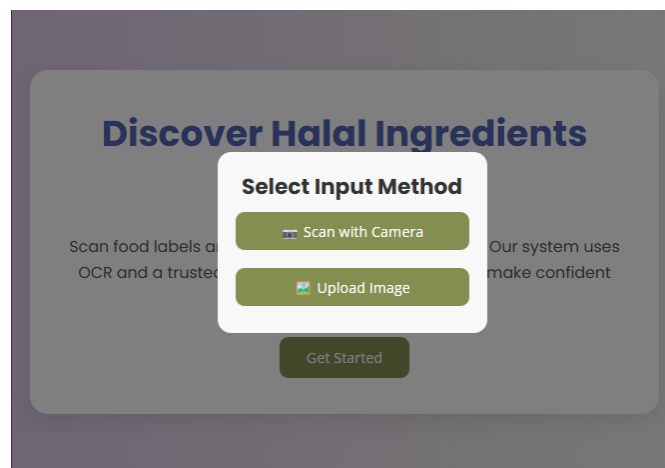 Discover Halal Ingredients
Select Input Method
📷 Scan with Camera
Scan food labels a
Our system uses
🖼️ Upload Image
OCR and a trusted
make confident
Get Started